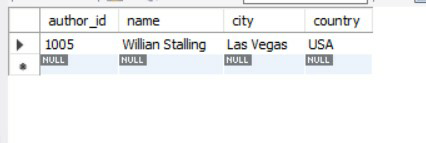 author_id name city country
1005 Willian Stalling Las Vegas USA
NULL NULL NULL NULL